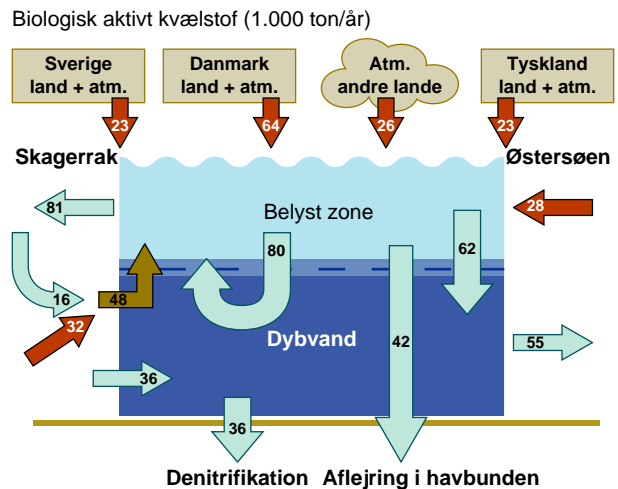 Biologisk aktivt kvælstof (1.000 ton/år)
Sverige
land + atm.
Danmark
land + atm.
Atm.
andre lande
Tyskland
land + atm.
23
64
26
23
Skagerrak
Østersøen
81
28
Belyst zone
80
62
16
48
32
Dybvand
42
55
36
36
Denitrifikation
Aflejring i havbunden